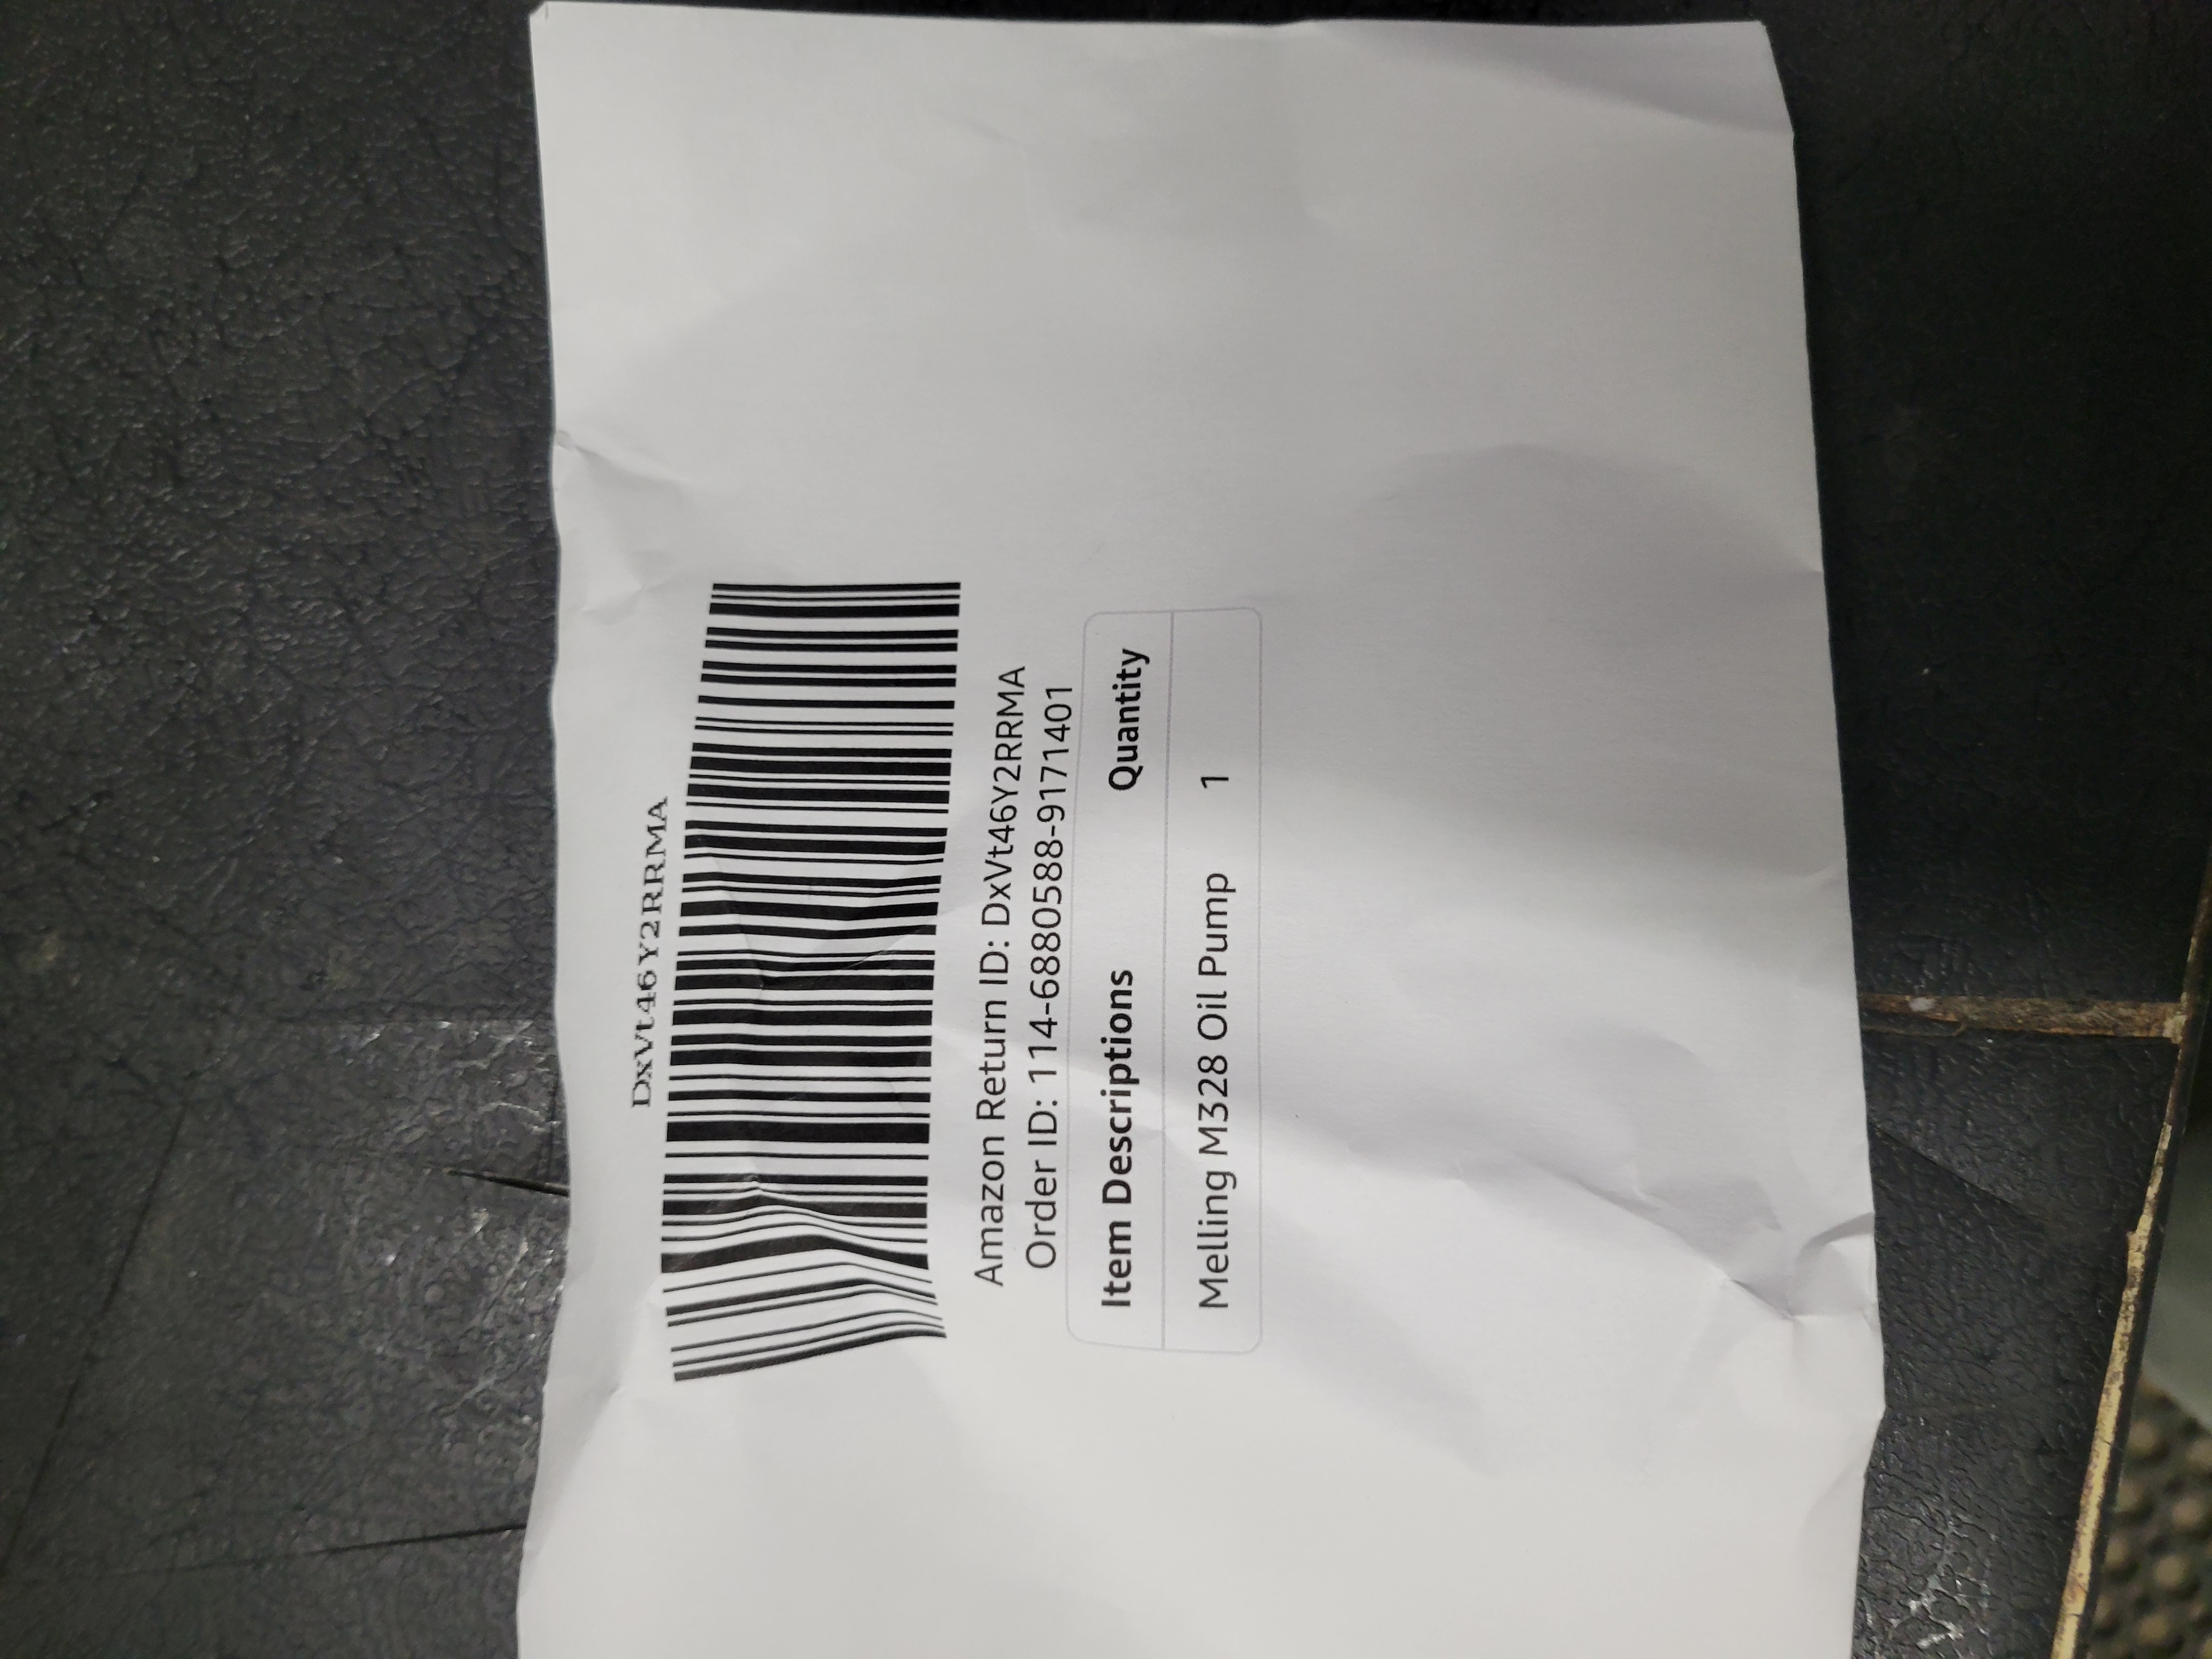 DxVt46Y2RRMA
Amazon Return ID: DxVt46Y2RRMA
Order ID: 114-6880588-9171401
Item Descriptions Quantity
Melling M328 Oil Pump 1